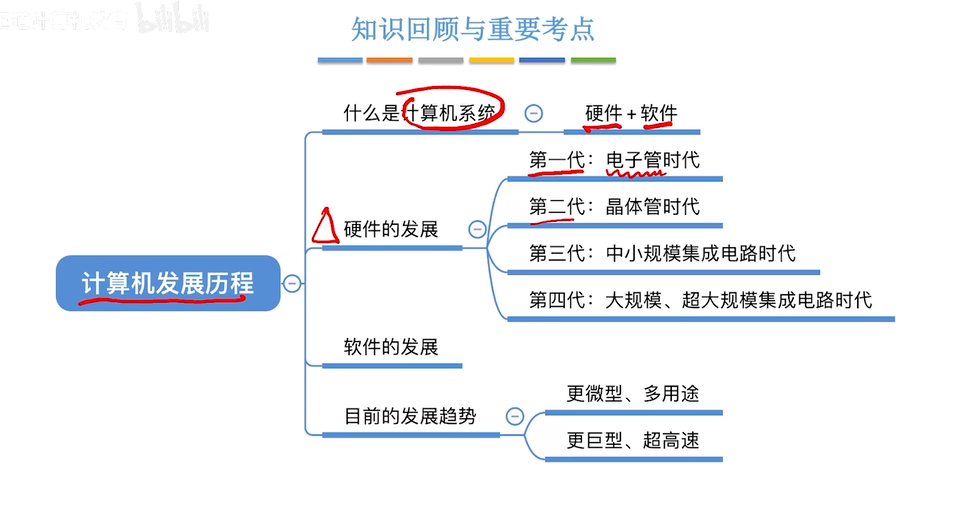 bilibili
知识回顾与重要考点
什么是计算机系统
硬件 + 软件
第一代：电子管时代
第二代：晶体管时代
硬件的发展
第三代：中小规模集成电路时代
计算机发展历程
第四代：大规模、超大规模集成电路时代
软件的发展
目前的发展趋势
更微型、多用途
更巨型、超高速